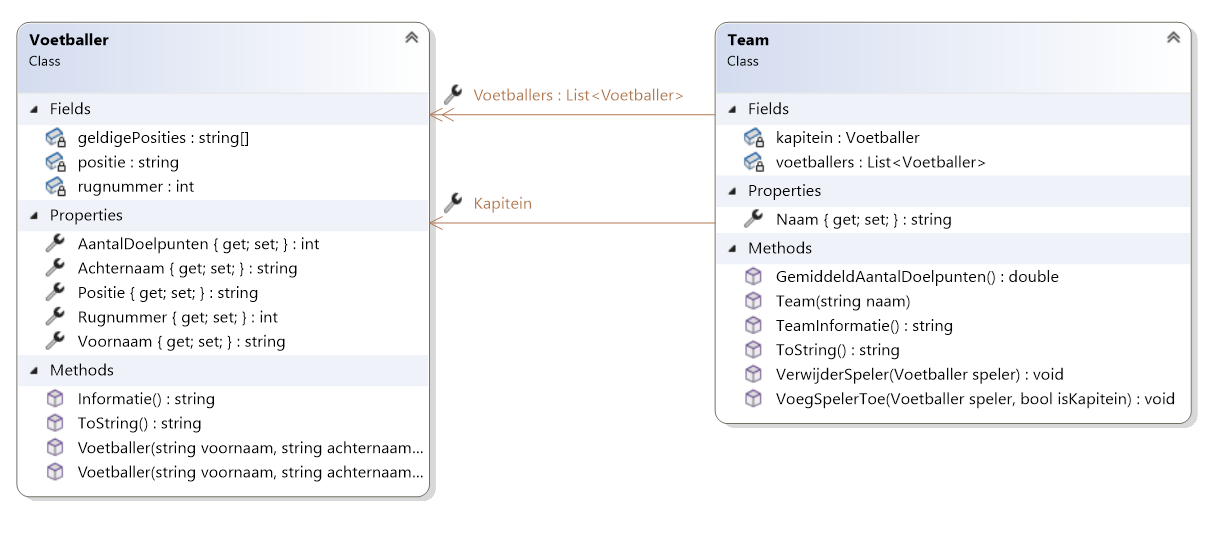 Voetballer
Class
Fields
geldigePosities : string[]
positie : string
rugnummer : int
Properties
AantalDoelpunten { get; set; } : int
Achternaam { get; set; } : string
Positie { get; set; } : string
Rugnummer { get; set; } : int
Voornaam { get; set; } : string
Methods
Informatie() : string
ToString() : string
Voetballer(string voornaam, string achternaam...
Voetballer(string voornaam, string achternaam...
Voetballers : List<Voetballer>
Kapitein
Team
Class
Fields
kapitein : Voetballer
voetballers : List<Voetballer>
Properties
Naam { get; set; } : string
Methods
GemiddeldAantalDoelpunten() : double
Team(string naam)
TeamInformatie() : string
ToString() : string
VerwijderSpeler(Voetballer speler) : void
VoegSpelerToe(Voetballer speler, bool isKapitein) : void